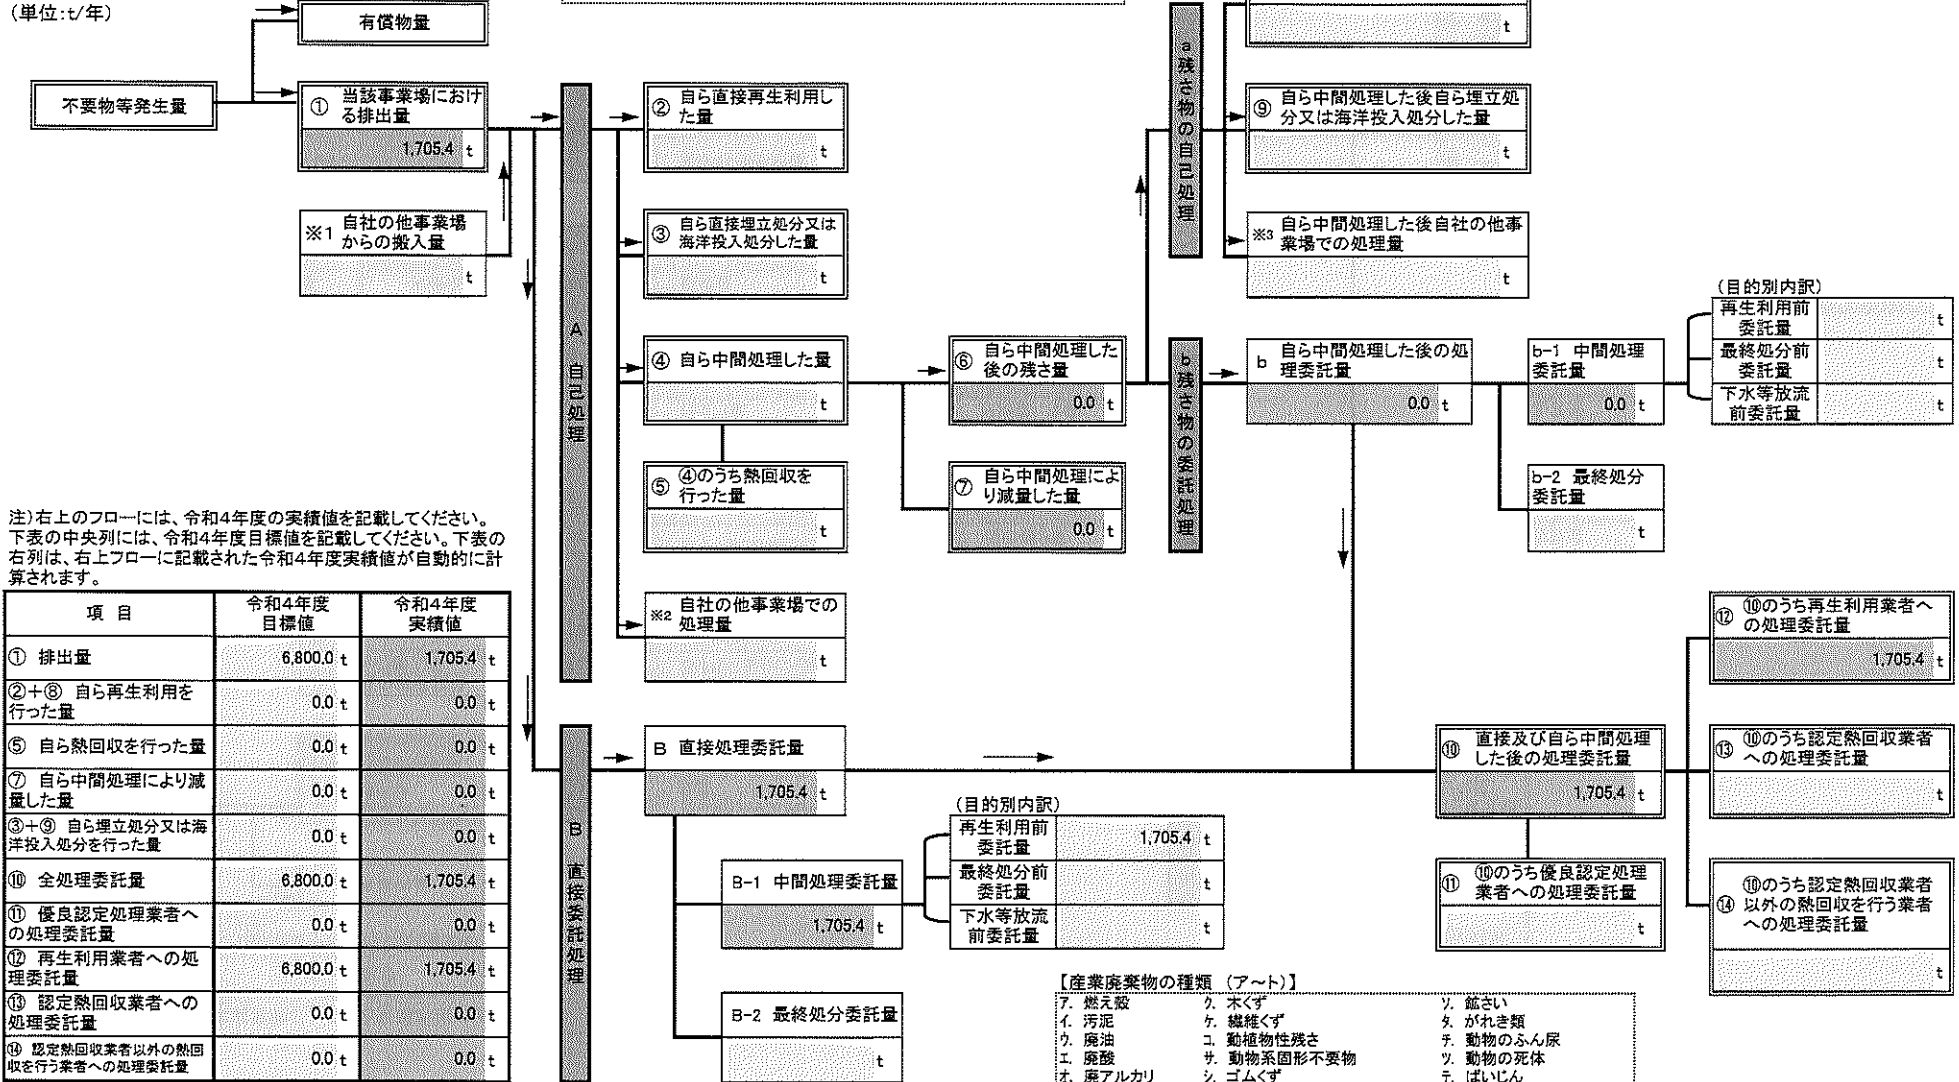 (単位:t/年)
有償物量
t
不要物等発生量
① 当該事業場におけ
る排出量
1,705.4 t
※1 自社の他事業場
からの搬入量
t
A 自己処理
② 自ら直接再生利用し
た量
t
③ 自ら直接埋立処分又は
海洋投入処分した量
t
④ 自ら中間処理した量
t
⑤ ④のうち熱回収を
行った量
t
※2 自社の他事業場での
処理量
t
⑥ 自ら中間処理した
後の残さ量
0.0 t
⑦ 自ら中間処理によ
り減量した量
0.0 t
a 残さ物の自己処理
⑨ 自ら中間処理した後自ら埋立処
分又は海洋投入処分した量
t
※3 自ら中間処理した後自社の他事
業場での処理量
t
b 残さ物の委託処理
b 自ら中間処理した後の処
理委託量
0.0 t
b-1 中間処理
委託量
0.0 t
b-2 最終処分
委託量
t
(目的別内訳)
再生利用前
委託量 t
最終処分前
委託量 t
下水等放流
前委託量 t
注)右上のフローには、令和4年度の実績値を記載してください。
下表の中央列には、令和4年度目標値を記載してください。下表の
右列は、右上フローに記載された令和4年度実績値が自動的に計
算されます。
項 目 令和4年度
目標値 令和4年度
実績値
① 排出量 6,800.0 t 1,705.4 t
②+⑧ 自ら再生利用を
行った量 0.0 t 0.0 t
⑤ 自ら熱回収を行った量 0.0 t 0.0 t
⑦ 自ら中間処理により減
量した量 0.0 t 0.0 t
③+⑨ 自ら埋立処分又は海
洋投入処分を行った量 0.0 t 0.0 t
⑩ 全処理委託量 6,800.0 t 1,705.4 t
⑪ 優良認定処理業者へ
の処理委託量 0.0 t 0.0 t
⑫ 再生利用業者への処
理委託量 6,800.0 t 1,705.4 t
⑬ 認定熱回収業者への
処理委託量 0.0 t 0.0 t
⑭ 認定熱回収業者以外の熱回
収を行う業者への処理委託量 0.0 t 0.0 t
B 直接委託処理
B 直接処理委託量
1,705.4 t
B-1 中間処理委託量
1,705.4 t
B-2 最終処分委託量
t
(目的別内訳)
再生利用前
委託量 1,705.4 t
最終処分前
委託量 t
下水等放流
前委託量 t
⑩ 直接及び自ら中間処理
した後の処理委託量
1,705.4 t
⑪ ⑩のうち優良認定処理
業者への処理委託量
t
⑫ ⑩のうち再生利用業者へ
の処理委託量
1,705.4 t
⑬ ⑩のうち認定熱回収業者
への処理委託量
t
⑭ ⑩のうち認定熱回収業者
以外の熱回収を行う業者
への処理委託量
t
【産業廃棄物の種類 (ア~ト)】
ア. 燃え殻 ク. 木くず ソ. 鉱さい
イ. 汚泥 ケ. 繊維くず タ. がれき類
ウ. 廃油 コ. 動植物性残さ チ. 動物のふん尿
エ. 廃酸 サ. 動物系固形不要物 ツ. 動物の死体
オ. 廃アルカリ シ. ゴムくず テ. ばいじん